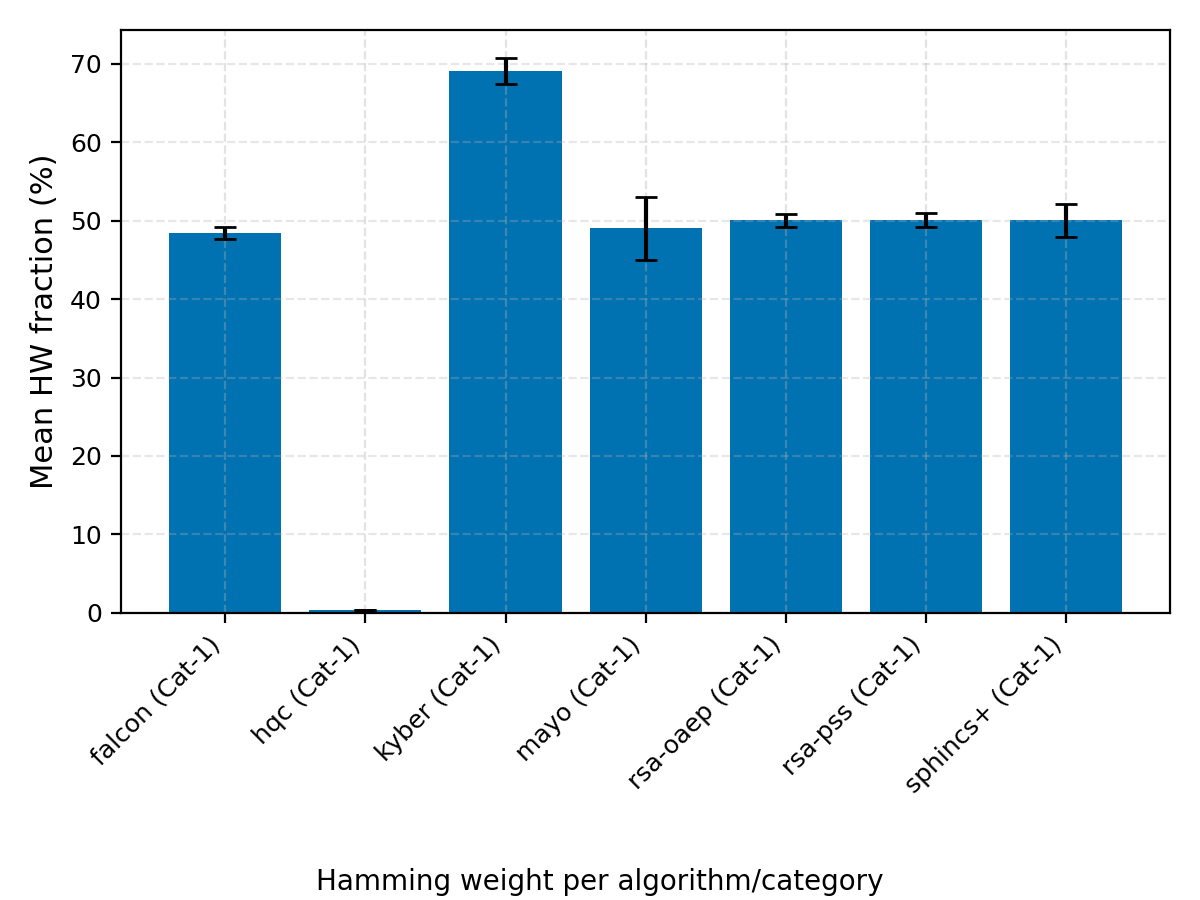 Mean HW fraction (%)
70
60
50
40
30
20
10
0
falcon (Cat-1)
hqc (Cat-1)
kyber (Cat-1)
mayo (Cat-1)
rsa-oaep (Cat-1)
rsa-pss (Cat-1)
sphincs+ (Cat-1)
Hamming weight per algorithm/category